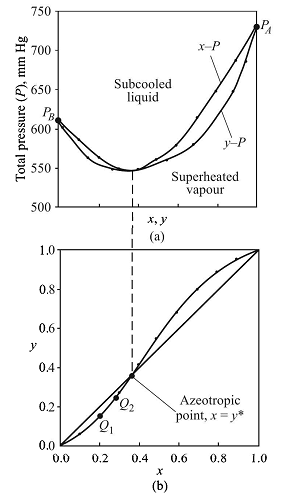 750
P_A
700
x–P
650
Subcooled
liquid
P_B
600
y–P
550
Superheated
vapour
500
Total pressure (P), mm Hg
x, y
(a)
1.0
0.8
0.6
y
0.4
Azeotropic
point, x = y*
Q_2
0.2
Q_1
0.0
0.0 0.2 0.4 0.6 0.8 1.0
x
(b)